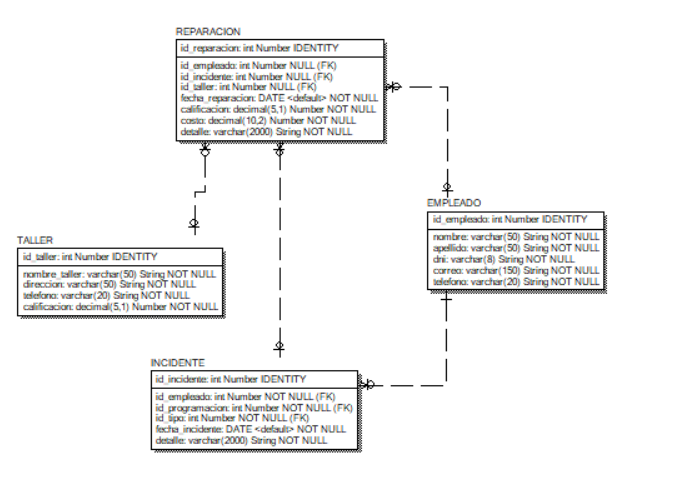 REPARACION
id_reparacion: int Number IDENTITY
id_empleado: int Number NULL (FK)
id_incidente: int Number NULL (FK)
id_taller: int Number NULL (FK)
fecha_reparacion: DATE <default> NOT NULL
calificacion: decimal(5,1) Number NOT NULL
costo: decimal(10,2) Number NOT NULL
detalle: varchar(2000) String NOT NULL
EMPLEADO
id_empleado: int Number IDENTITY
nombre: varchar(50) String NOT NULL
apellido: varchar(50) String NOT NULL
dni: varchar(8) String NOT NULL
correo: varchar(150) String NOT NULL
telefono: varchar(20) String NOT NULL
TALLER
id_taller: int Number IDENTITY
nombre_taller: varchar(50) String NOT NULL
direccion: varchar(50) String NOT NULL
telefono: varchar(20) String NOT NULL
calificacion: decimal(5,1) Number NOT NULL
INCIDENTE
id_incidente: int Number IDENTITY
id_empleado: int Number NOT NULL (FK)
id_programacion: int Number NOT NULL (FK)
id_tipo: int Number NOT NULL (FK)
fecha_incidente: DATE <default> NOT NULL
detalle: varchar(2000) String NOT NULL